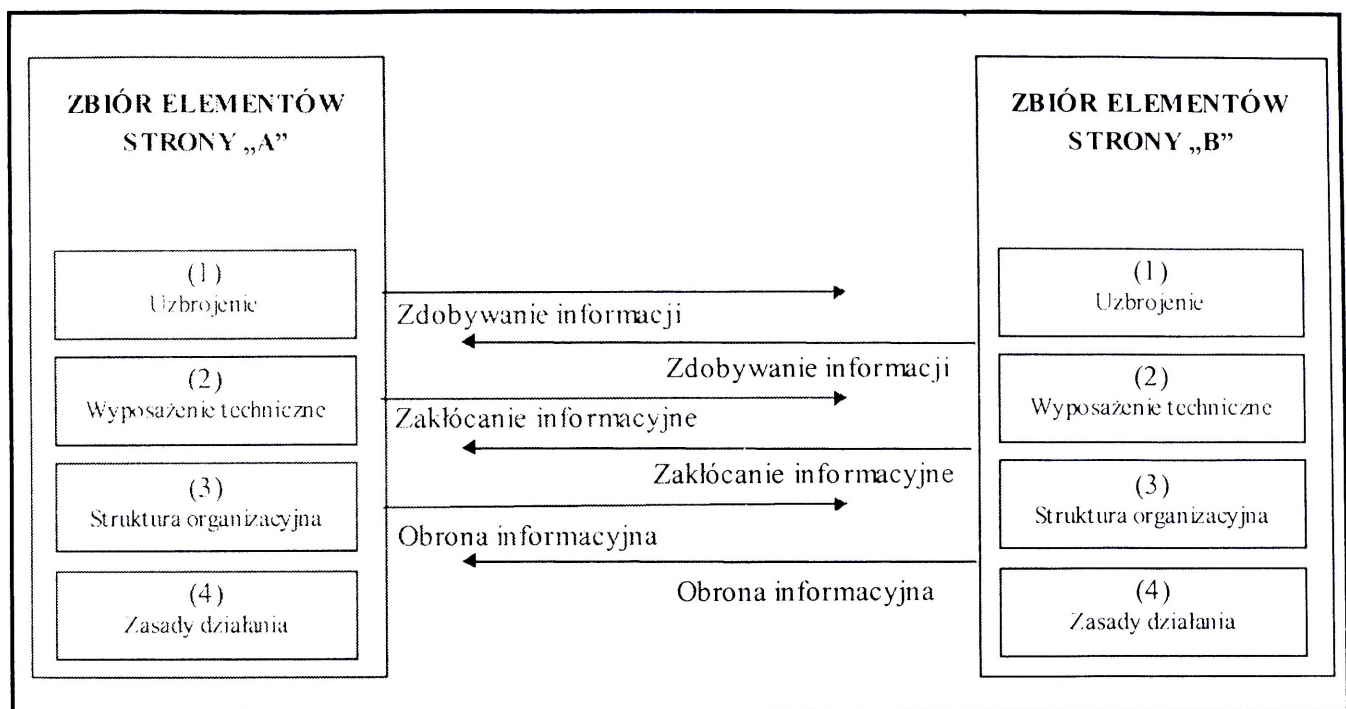 ZBIÓR ELEMENTÓW
STRONY „A”
(1)
Uzbrojenie
(2)
Wyposażenie techniczne
(3)
Struktura organizacyjna
(4)
Zasady działania
Zdobywanie informacji
Zdobywanie informacji
Zakłócanie informacyjne
Zakłócanie informacyjne
Obrona informacyjna
Obrona informacyjna
ZBIÓR ELEMENTÓW
STRONY „B”
(1)
Uzbrojenie
(2)
Wyposażenie techniczne
(3)
Struktura organizacyjna
(4)
Zasady działania